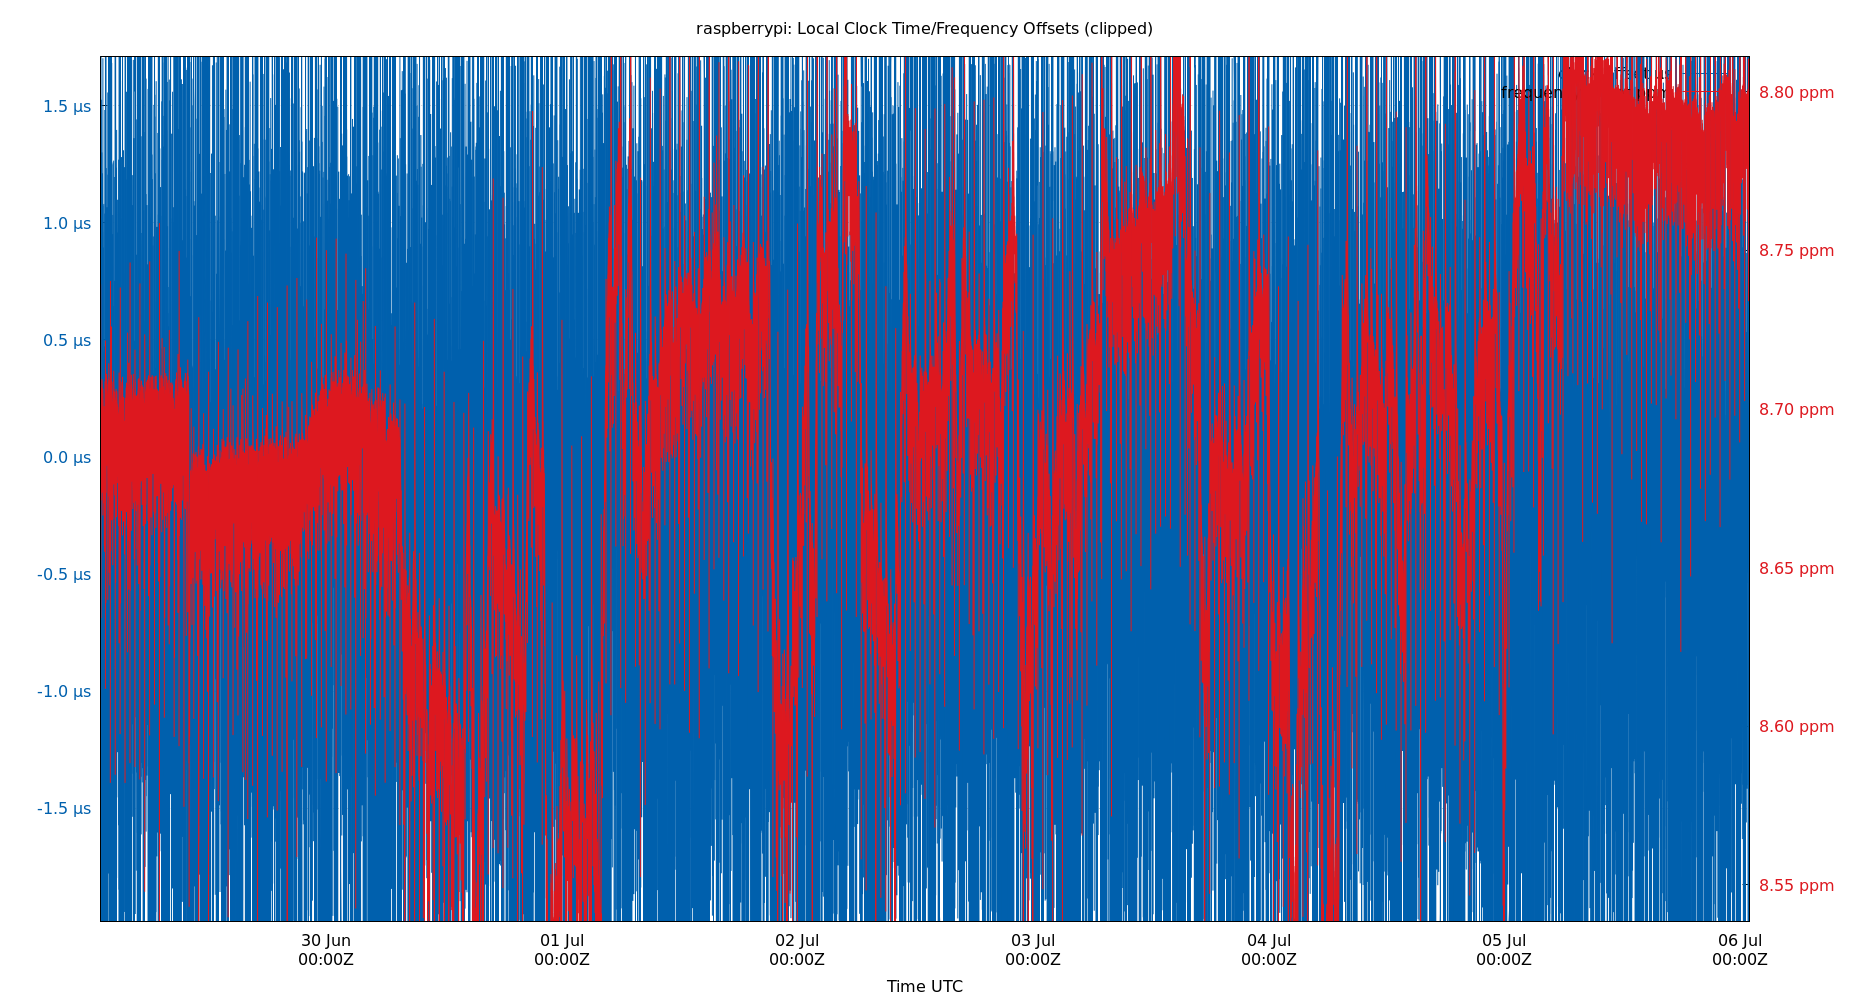 raspberrypi: Local Clock Time/Frequency Offsets (clipped)
1.5 µs
1.0 µs
0.5 µs
0.0 µs
-0.5 µs
-1.0 µs
-1.5 µs
8.80 ppm
8.75 ppm
8.70 ppm
8.65 ppm
8.60 ppm
8.55 ppm
30 Jun
00:00Z
01 Jul
00:00Z
02 Jul
00:00Z
03 Jul
00:00Z
04 Jul
00:00Z
05 Jul
00:00Z
06 Jul
00:00Z
Time UTC